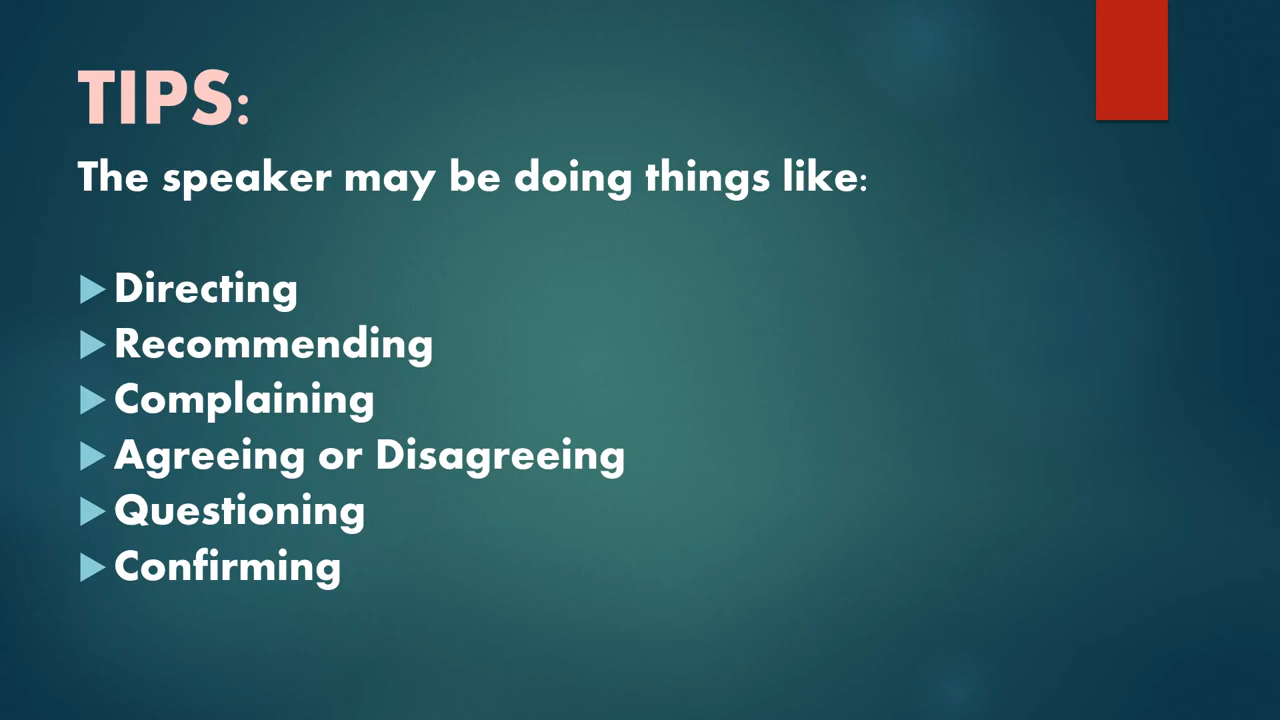 TIPS:
The speaker may be doing things like:
Directing
Recommending
Complaining
Agreeing or Disagreeing
Questioning
Confirming